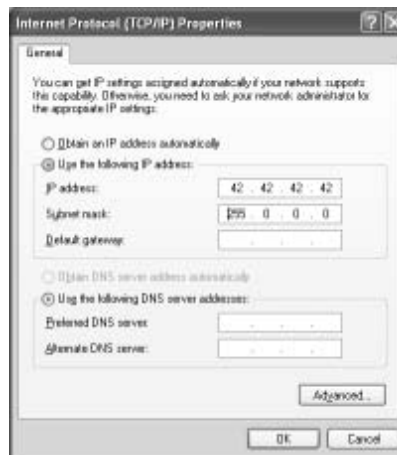 Internet Protocol (TCP/IP) Properties
General
You can get IP settings assigned automatically if your network supports
this capability. Otherwise, you need to ask your network administrator for
the appropriate IP settings.
Obtain an IP address automatically
Use the following IP address:
IP address: 42 . 42 . 42 . 42
Subnet mask: 255 . 0 . 0 . 0
Default gateway: . . .
Obtain DNS server address automatically
Use the following DNS server addresses:
Preferred DNS server: . . .
Alternate DNS server: . . .
Advanced...
OK Cancel